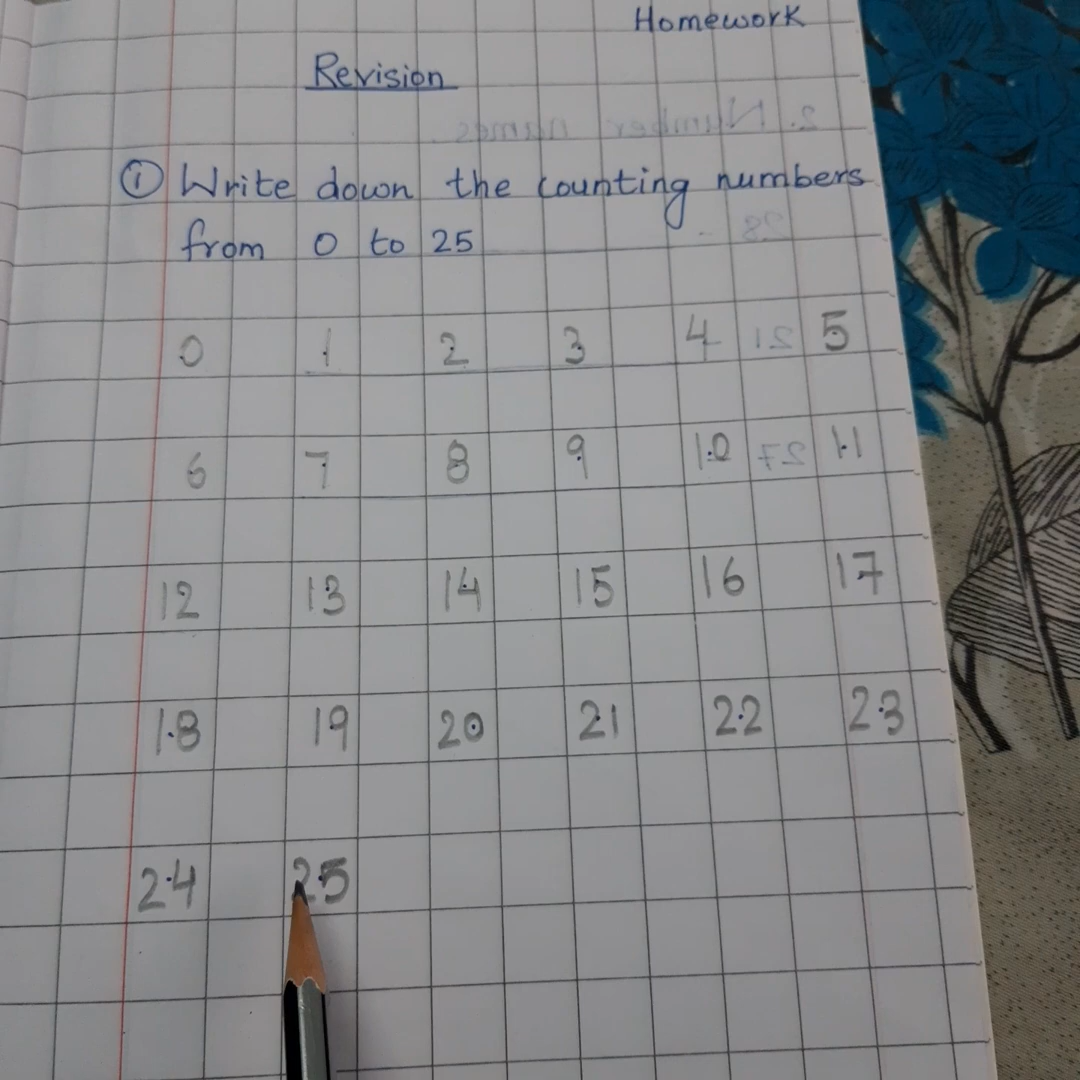 Homework
Revision
① Write down the counting numbers
from 0 to 25
0 1 2 3 4 5
6 7 8 9 10 11
12 13 14 15 16 17
18 19 20 21 22 23
24 25